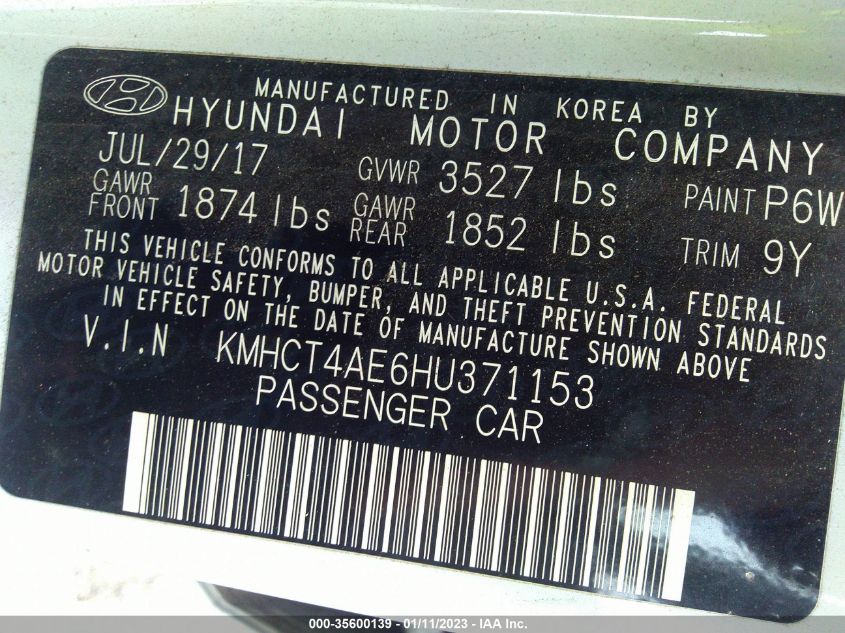 MANUFACTURED IN KOREA BY
HYUNDAI MOTOR COMPANY
JUL/29/17 GVWR 3527 lbs PAINT P6W
GAWR FRONT 1874 lbs GAWR REAR 1852 lbs TRIM 9Y
THIS VEHICLE CONFORMS TO ALL APPLICABLE U.S.A. FEDERAL
MOTOR VEHICLE SAFETY, BUMPER, AND THEFT PREVENTION STANDARDS
IN EFFECT ON THE DATE OF MANUFACTURE SHOWN ABOVE
V.I.N KMHCT4AE6HU371153
PASSENGER CAR
000-35600139 - 01/11/2023 - IAA Inc.